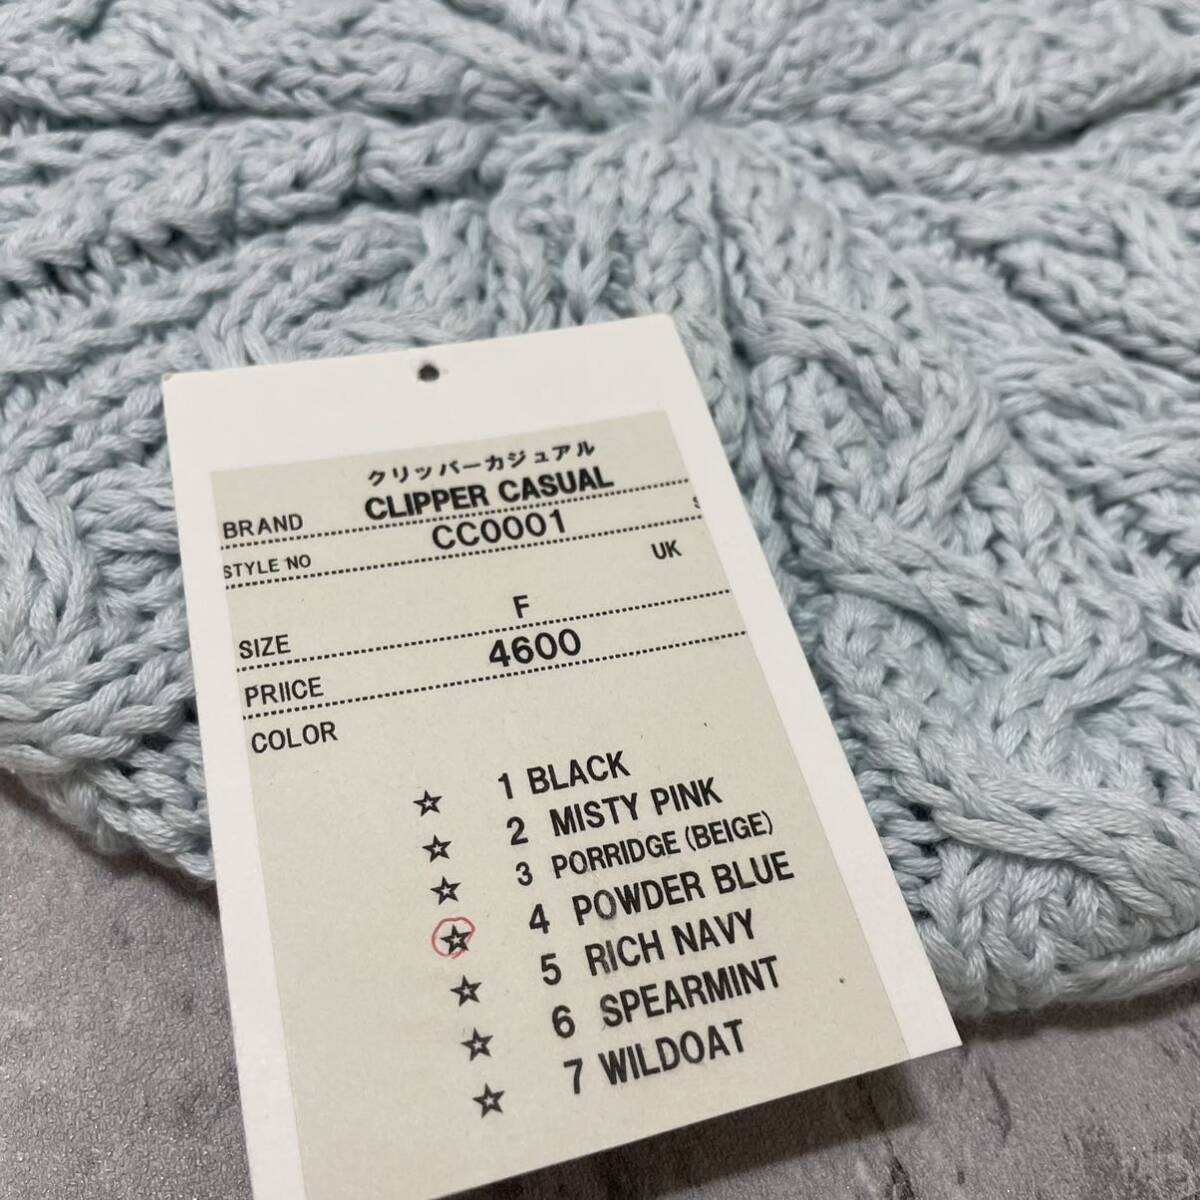 クリッパーカジュアル
BRAND CLIPPER CASUAL
STYLE NO CC0001
UK
SIZE F
PRIICE 4600
COLOR
☆ 1 BLACK
☆ 2 MISTY PINK
☆ 3 PORRIDGE (BEIGE)
☆ 4 POWDER BLUE
☆ 5 RICH NAVY
☆ 6 SPEARMINT
☆ 7 WILDOAT